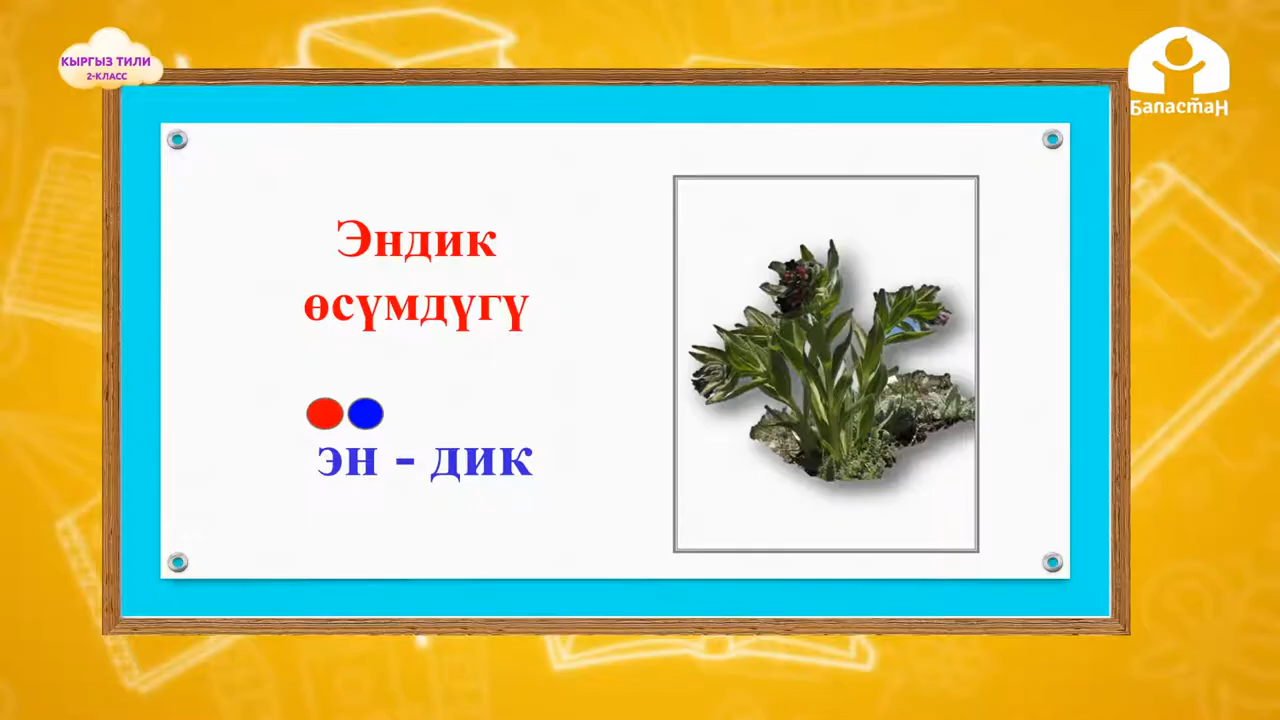 КЫРГЫЗ ТИЛИ
2-КЛАСС
Баластан
Эндик
өсүмдүгү
эн - дик